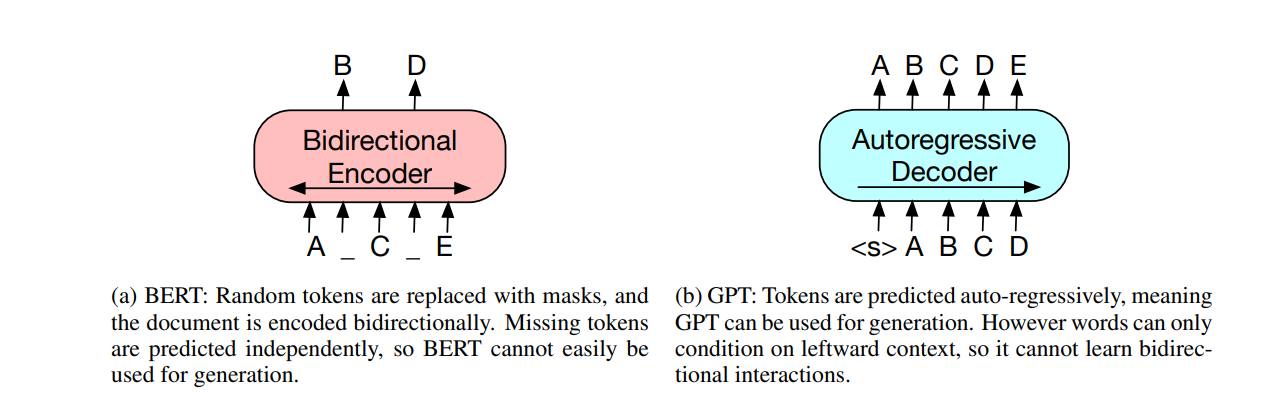 B D
Bidirectional
Encoder
A _ C _ E
(a) BERT: Random tokens are replaced with masks, and
the document is encoded bidirectionally. Missing tokens
are predicted independently, so BERT cannot easily be
used for generation.
A B C D E
Autoregressive
Decoder
<s> A B C D
(b) GPT: Tokens are predicted auto-regressively, meaning
GPT can be used for generation. However words can only
condition on leftward context, so it cannot learn bidirec-
tional interactions.